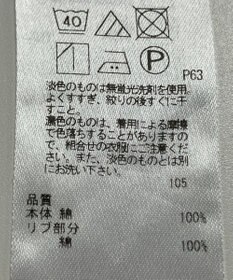 40
P
P63
淡色のものは無蛍光洗剤を使用、
よくすすぎ、絞りの後すぐに干
すこと。
濃色のものは、着用による摩擦
で色落ちすることがありますの
で、組合せの衣服にご注意くだ
さい。また、淡色のものとは別
にお洗い下さい。
105
品質
本体 綿 100%
リブ部分
綿 100%